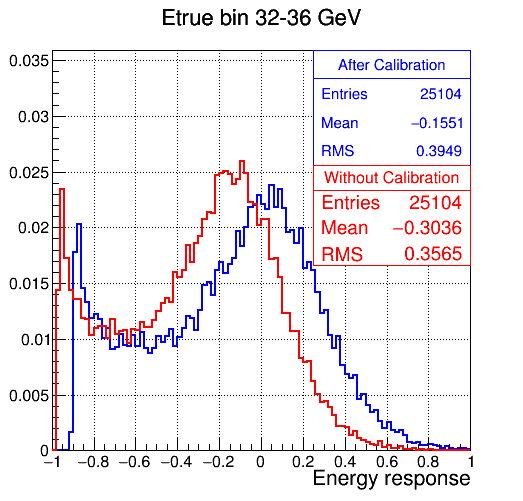 Etrue bin 32-36 GeV
After Calibration
Entries 25104
Mean −0.1551
RMS 0.3949
Without Calibration
Entries 25104
Mean −0.3036
RMS 0.3565
0.035
0.03
0.025
0.02
0.015
0.01
0.005
0
−1 −0.8 −0.6 −0.4 −0.2 0 0.2 0.4 0.6 0.8 1
Energy response